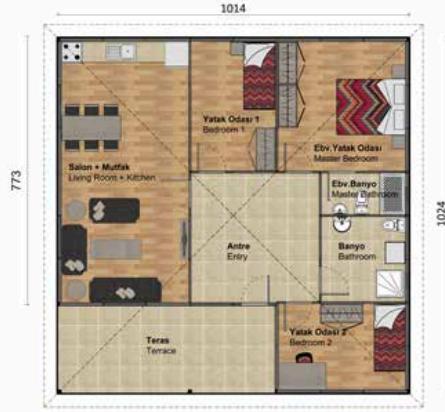 1014
773
1024
Yatak Odası 1
Bedroom 1
Ebv.Yatak Odası
Master Bedroom
Salon + Mutfak
Living Room + Kitchen
Ebv.Banyo
Master Bathroom
Antre
Entry
Banyo
Bathroom
Teras
Terrace
Yatak Odası 2
Bedroom 2